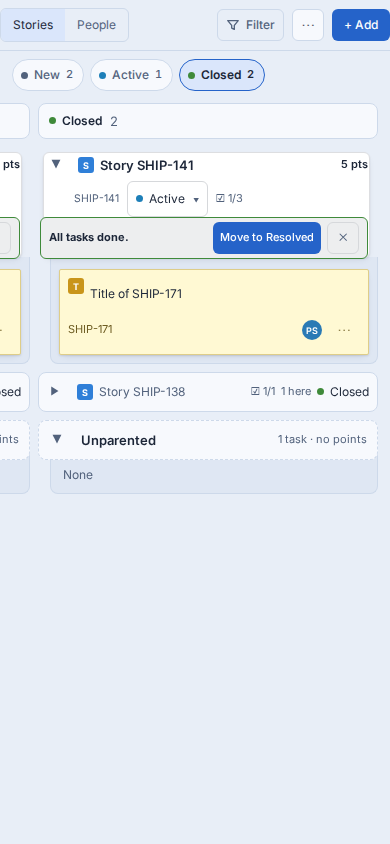 Stories People Filter ··· + Add
New 2 Active 1 Closed 2
Closed 2
pts
S Story SHIP-141 5 pts
SHIP-141 Active ☑ 1/3
All tasks done. Move to Resolved ×
T Title of SHIP-171
SHIP-171 PS ···
osed
S Story SHIP-138 ☑ 1/1 1 here Closed
ints
Unparented 1 task · no points
None